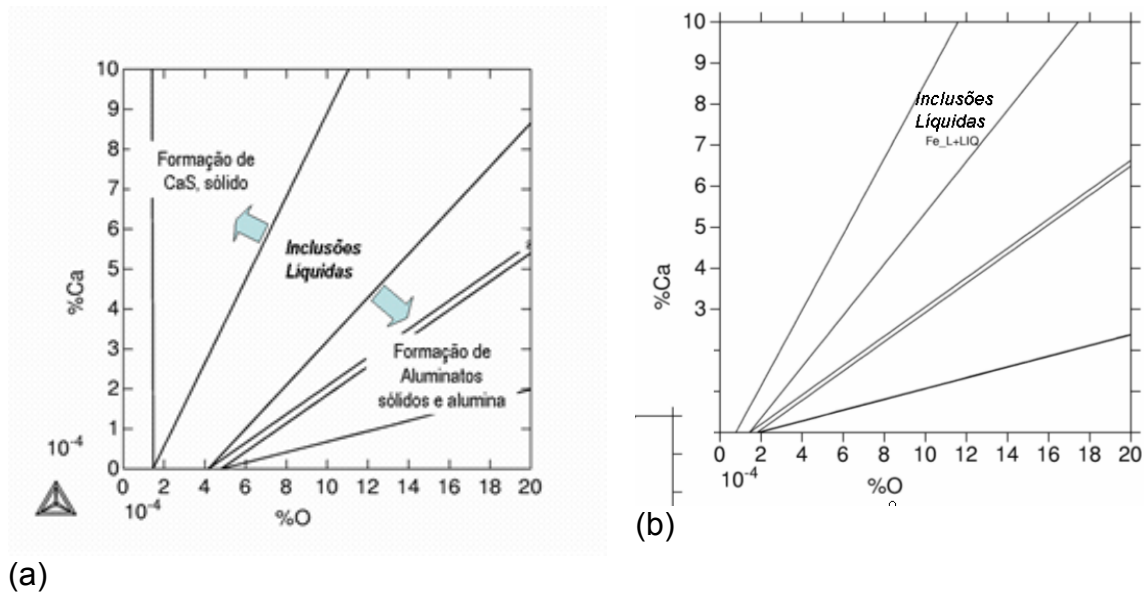 10
9
8
7
6
5
4
3
2
1
0
%Ca
10⁻⁴
Formação de
CaS, sólido
Inclusões
Líquidas
Formação de
Aluminatos
sólidos e alumina
0 2 4 6 8 10 12 14 16 18 20
10⁻⁴
%O
(a)
10
9
8
7
6
5
4
3
%Ca
Inclusões
Líquidas
Fe_L+LIQ
0 2 4 6 8 10 12 14 16 18 20
10⁻⁴
%O
(b)